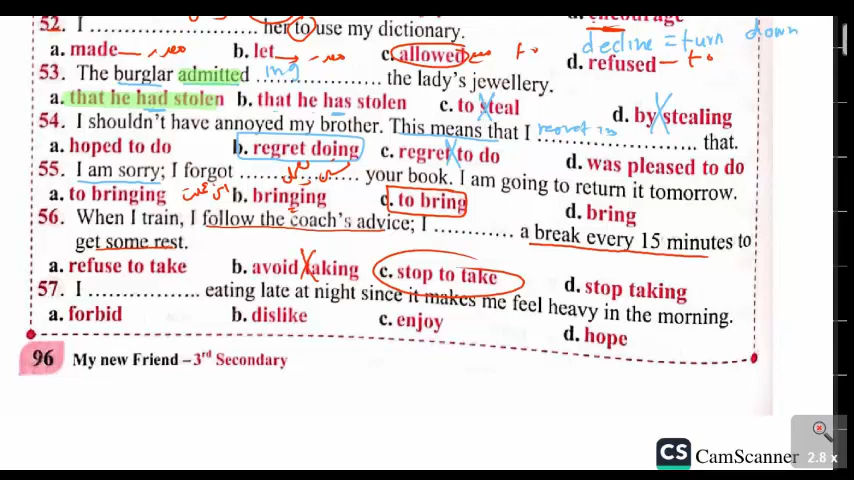 52. I ............................ her to use my dictionary.
d. encourage
a. made b. let c. allowed to d. refused to
decline = turn down
53. The burglar admitted ing ........................ the lady's jewellery.
a. that he had stolen b. that he has stolen c. to steal d. by stealing
54. I shouldn't have annoyed my brother. This means that I ............................ that.
a. hoped to do b. regret doing c. regret to do d. was pleased to do
55. I am sorry; I forgot .................. your book. I am going to return it tomorrow.
a. to bringing b. bringing c. to bring d. bring
56. When I train, I follow the coach's advice; I ............ a break every 15 minutes to
get some rest.
a. refuse to take b. avoid taking c. stop to take d. stop taking
57. I .................. eating late at night since it makes me feel heavy in the morning.
a. forbid b. dislike c. enjoy d. hope
96 My new Friend – 3rd Secondary
CS CamScanner
2.8 x